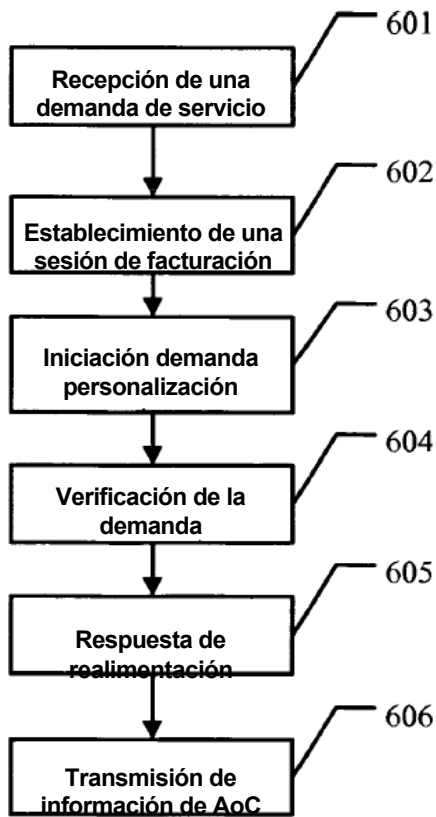 601
Recepción de una
demanda de servicio
602
Establecimiento de una
sesión de facturación
603
Iniciación demanda
personalización
604
Verificación de la
demanda
605
Respuesta de
realimentación
606
Transmisión de
información de AoC